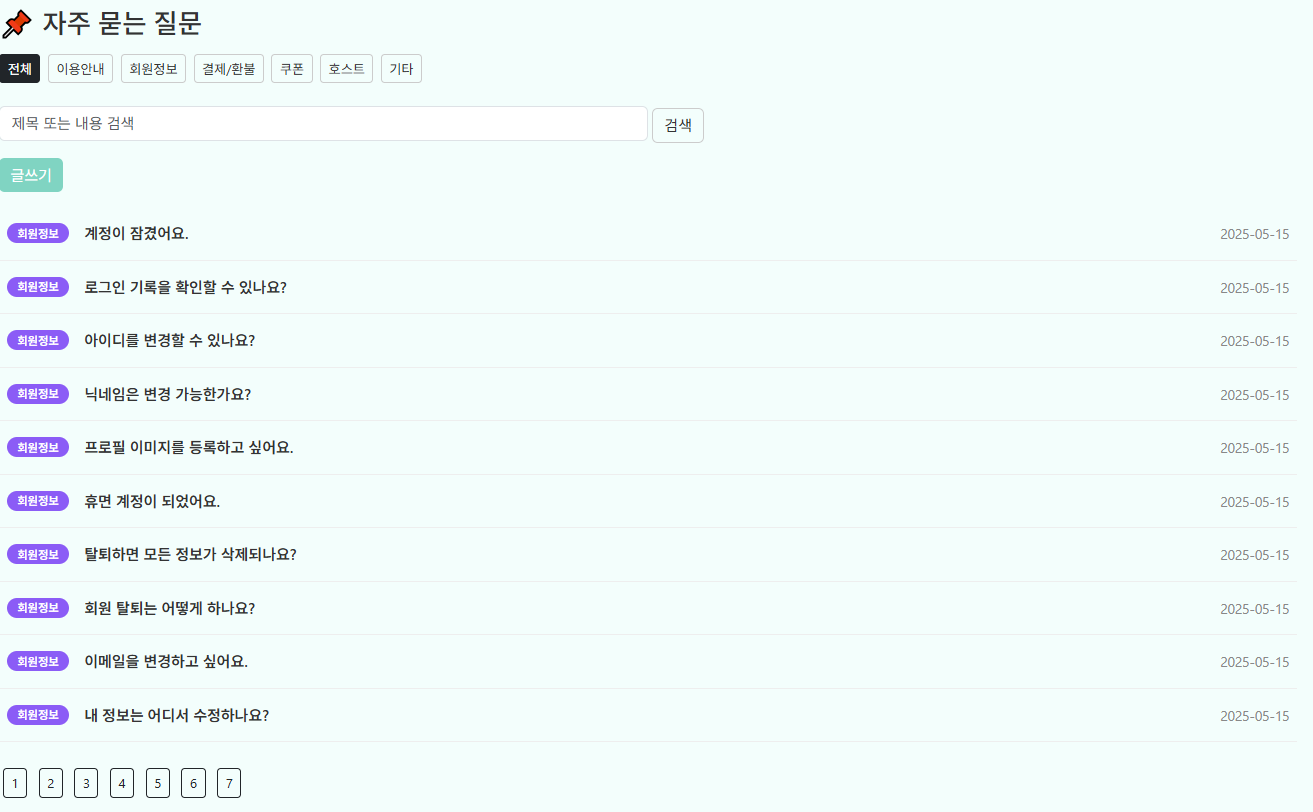 자주 묻는 질문
전체 이용안내 회원정보 결제/환불 쿠폰 호스트 기타
제목 또는 내용 검색 검색
글쓰기
회원정보 계정이 잠겼어요. 2025-05-15
회원정보 로그인 기록을 확인할 수 있나요? 2025-05-15
회원정보 아이디를 변경할 수 있나요? 2025-05-15
회원정보 닉네임은 변경 가능한가요? 2025-05-15
회원정보 프로필 이미지를 등록하고 싶어요. 2025-05-15
회원정보 휴면 계정이 되었어요. 2025-05-15
회원정보 탈퇴하면 모든 정보가 삭제되나요? 2025-05-15
회원정보 회원 탈퇴는 어떻게 하나요? 2025-05-15
회원정보 이메일을 변경하고 싶어요. 2025-05-15
회원정보 내 정보는 어디서 수정하나요? 2025-05-15
1 2 3 4 5 6 7